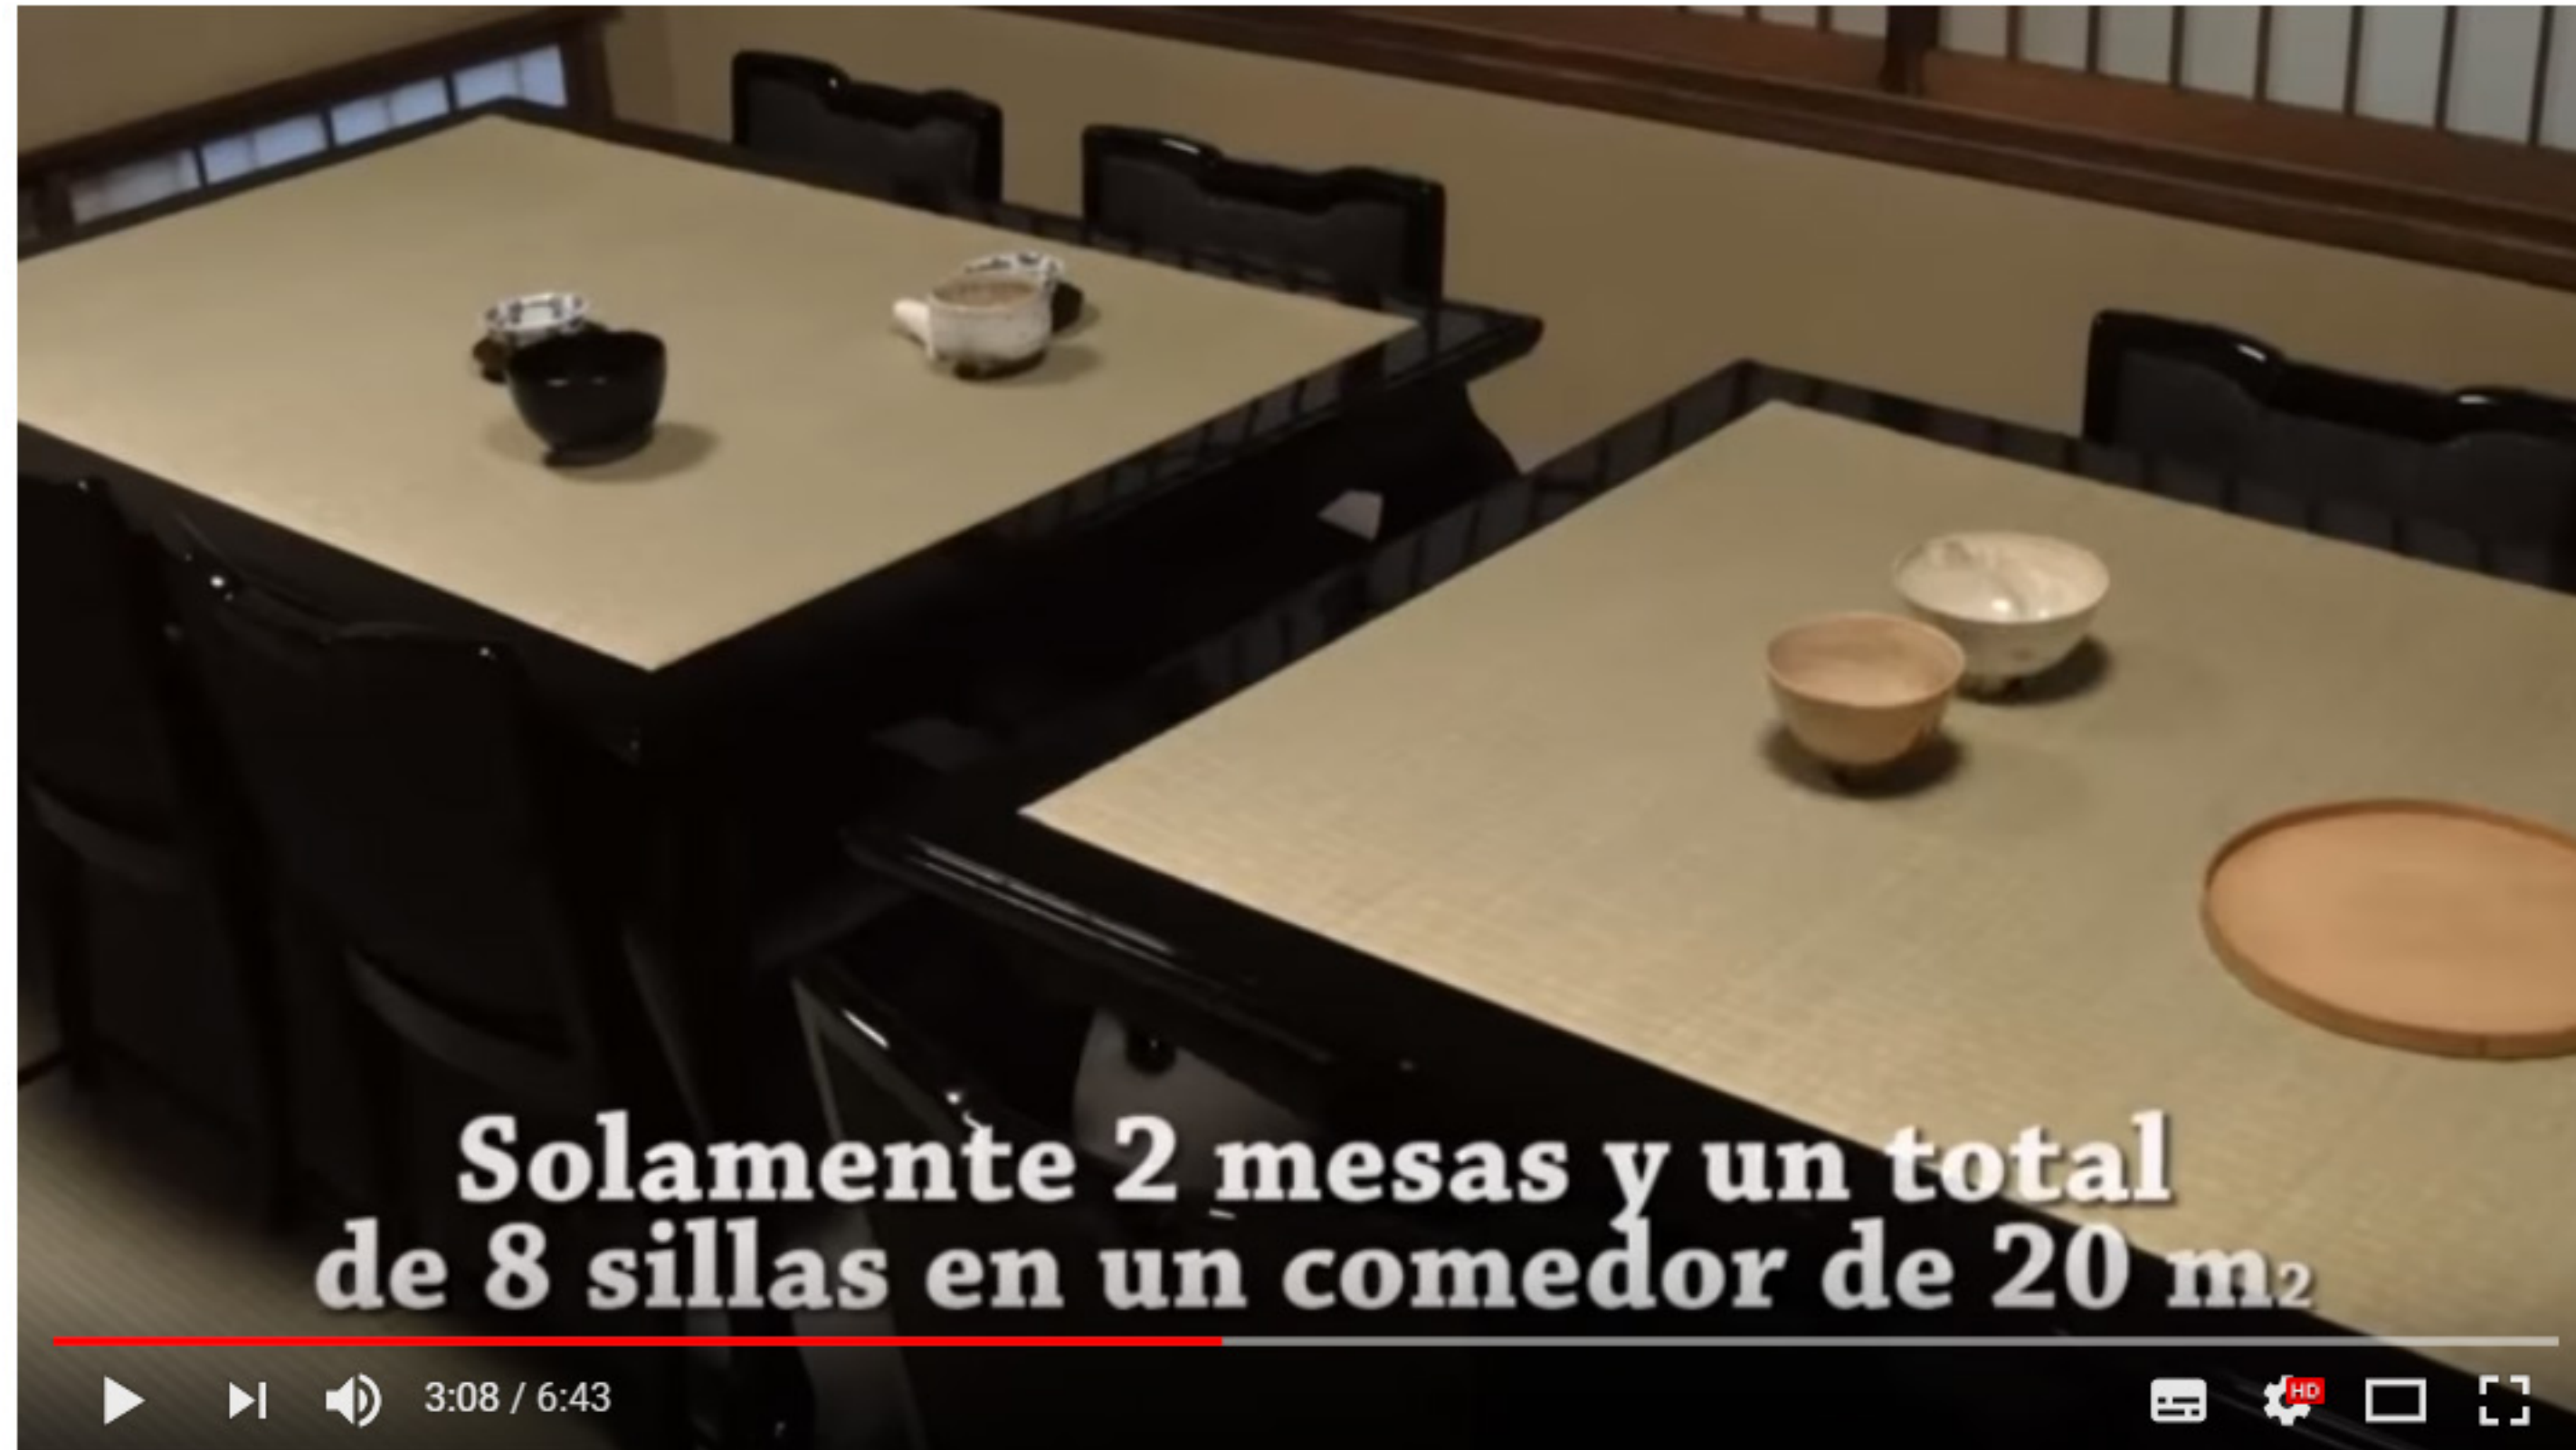 Solamente 2 mesas y un total
de 8 sillas en un comedor de 20 m2
3:08 / 6:43
HD